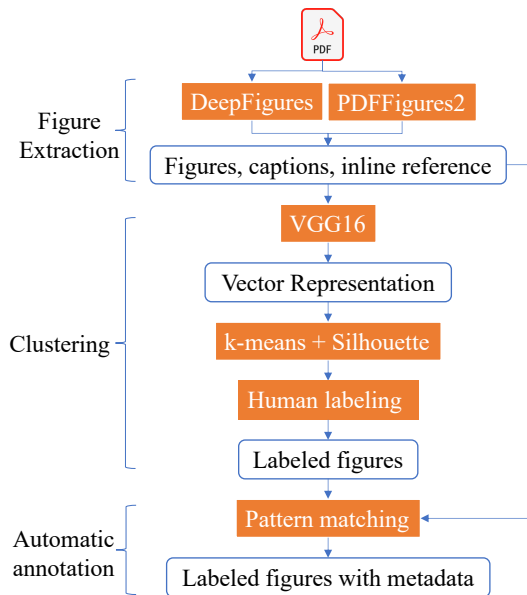 PDF
DeepFigures
PDFFigures2
Figure
Extraction
Figures, captions, inline reference
VGG16
Vector Representation
Clustering
k-means + Silhouette
Human labeling
Labeled figures
Pattern matching
Automatic
annotation
Labeled figures with metadata